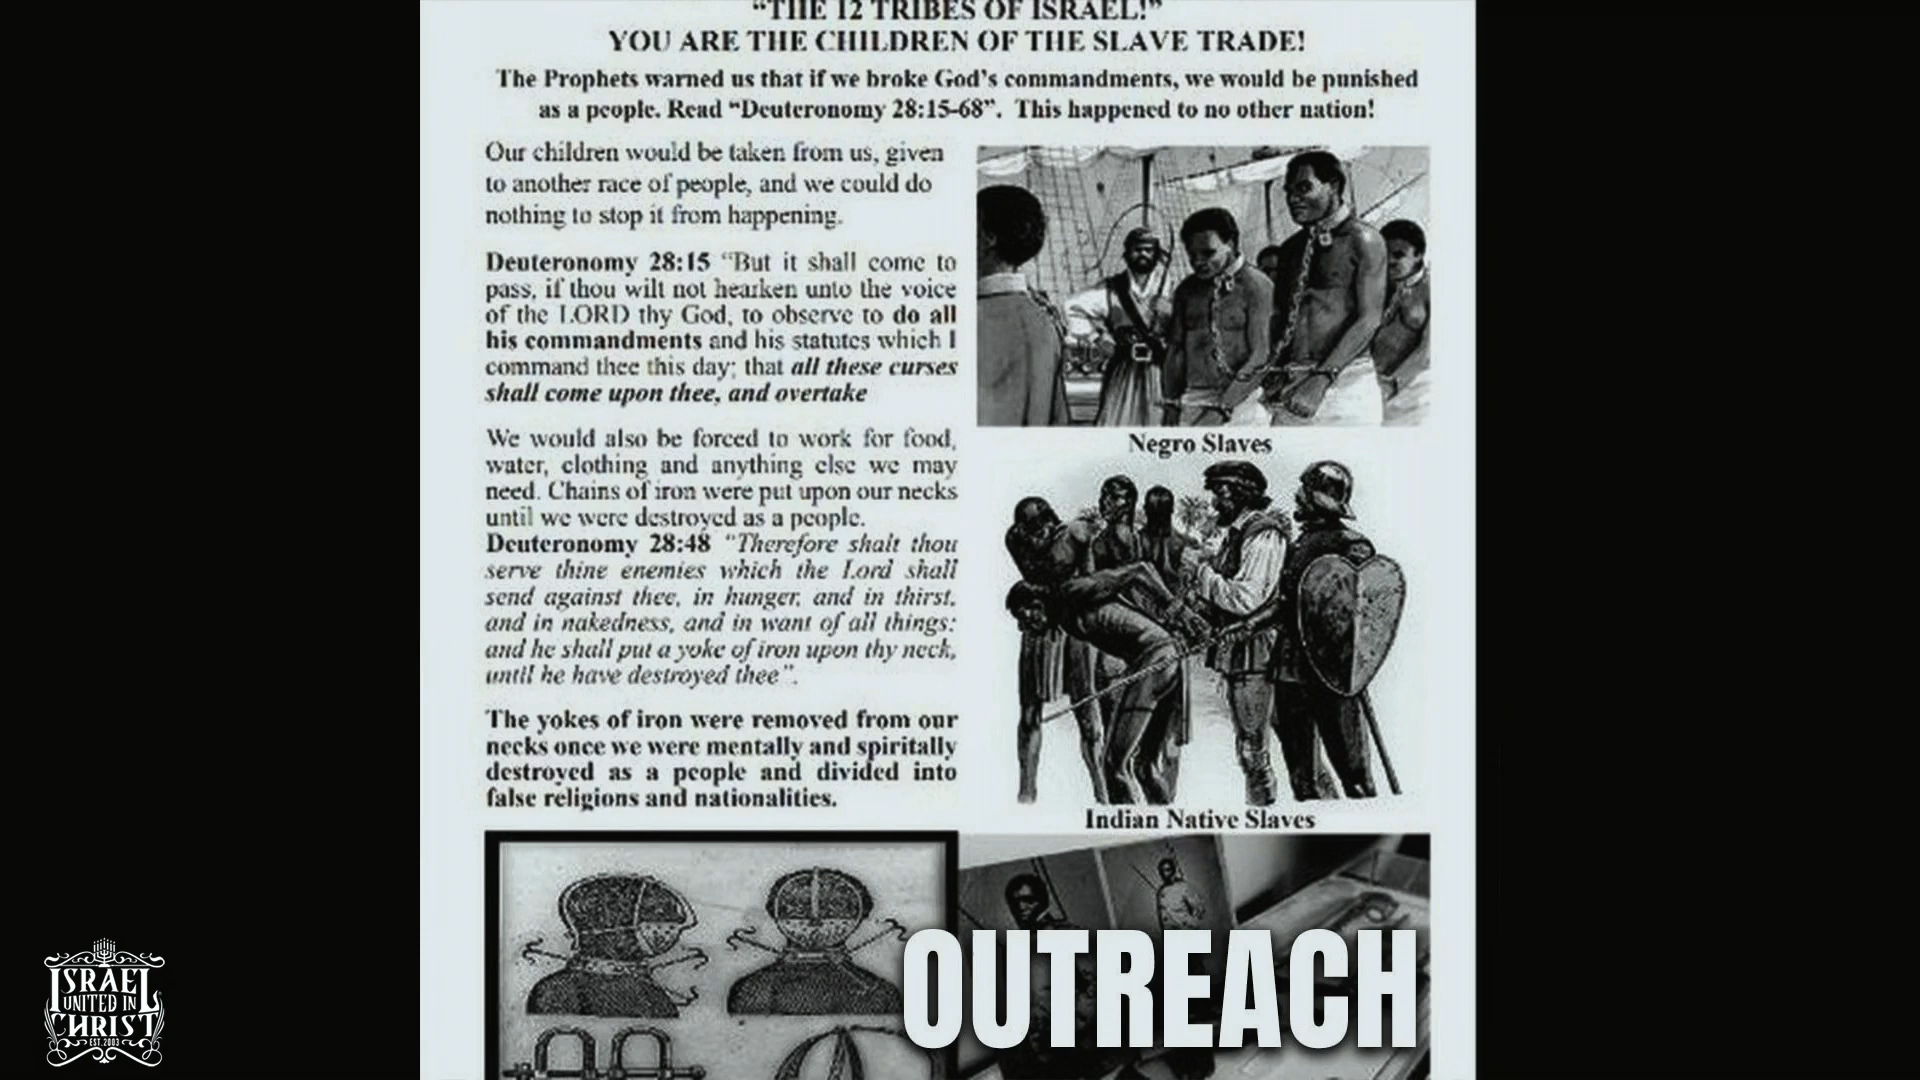 “THE 12 TRIBES OF ISRAEL!”
YOU ARE THE CHILDREN OF THE SLAVE TRADE!
The Prophets warned us that if we broke God’s commandments, we would be punished
as a people. Read “Deuteronomy 28:15-68”. This happened to no other nation!
Our children would be taken from us, given
to another race of people, and we could do
nothing to stop it from happening.
Deuteronomy 28:15 “But it shall come to
pass, if thou wilt not hearken unto the voice
of the LORD thy God, to observe to do all
his commandments and his statutes which I
command thee this day; that all these curses
shall come upon thee, and overtake
We would also be forced to work for food,
water, clothing and anything else we may
need. Chains of iron were put upon our necks
until we were destroyed as a people.
Deuteronomy 28:48 “Therefore shalt thou
serve thine enemies which the Lord shall
send against thee, in hunger, and in thirst,
and in nakedness, and in want of all things:
and he shall put a yoke of iron upon thy neck,
until he have destroyed thee”.
The yokes of iron were removed from our
necks once we were mentally and spiritally
destroyed as a people and divided into
false religions and nationalities.
Negro Slaves
Indian Native Slaves
OUTREACH
ISRAEL
UNITED IN
CHRIST
EST. 2003